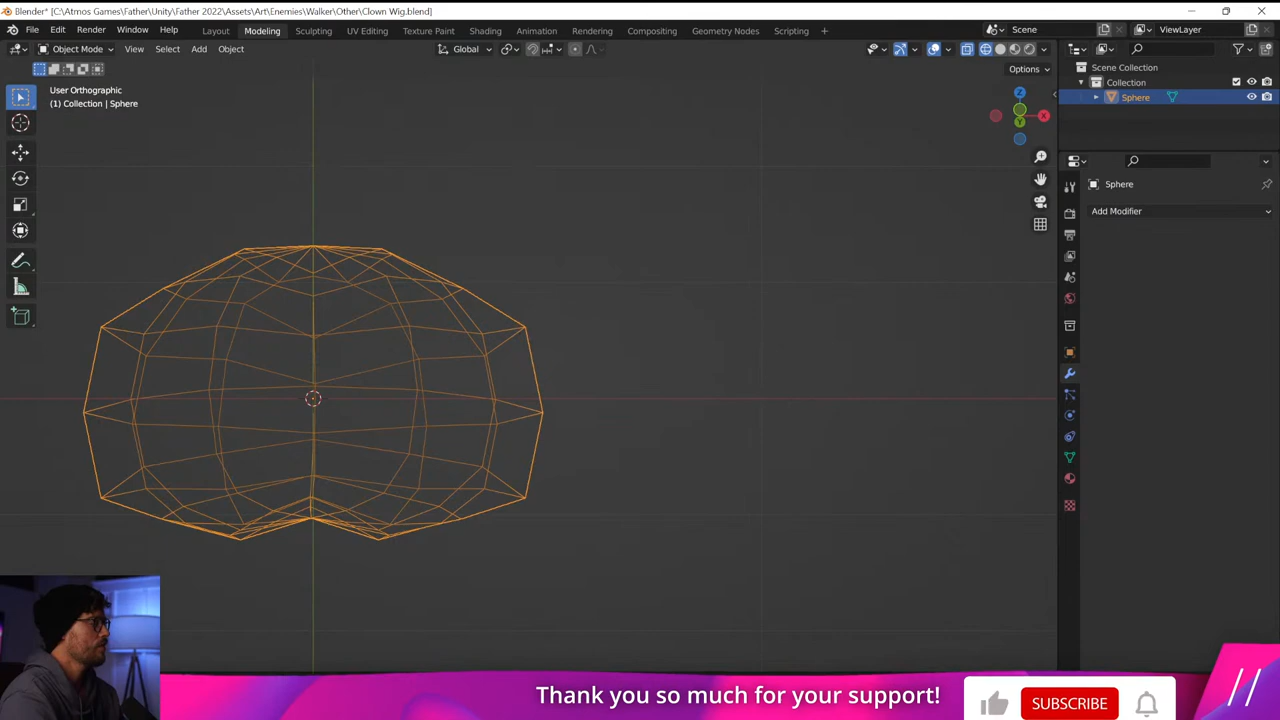 Blender* [C:\Atmos Games\Father\Unity\Father 2022\Assets\Art\Enemies\Walker\Other\Clown Wig.blend]
File Edit Render Window Help Layout Modeling Sculpting UV Editing Texture Paint Shading Animation Rendering Compositing Geometry Nodes Scripting + Scene ViewLayer
Object Mode View Select Add Object Global
Options
User Orthographic
(1) Collection | Sphere
Z
X
Y
Scene Collection
Collection
Sphere
Sphere
Add Modifier
Thank you so much for your support!
SUBSCRIBE
//